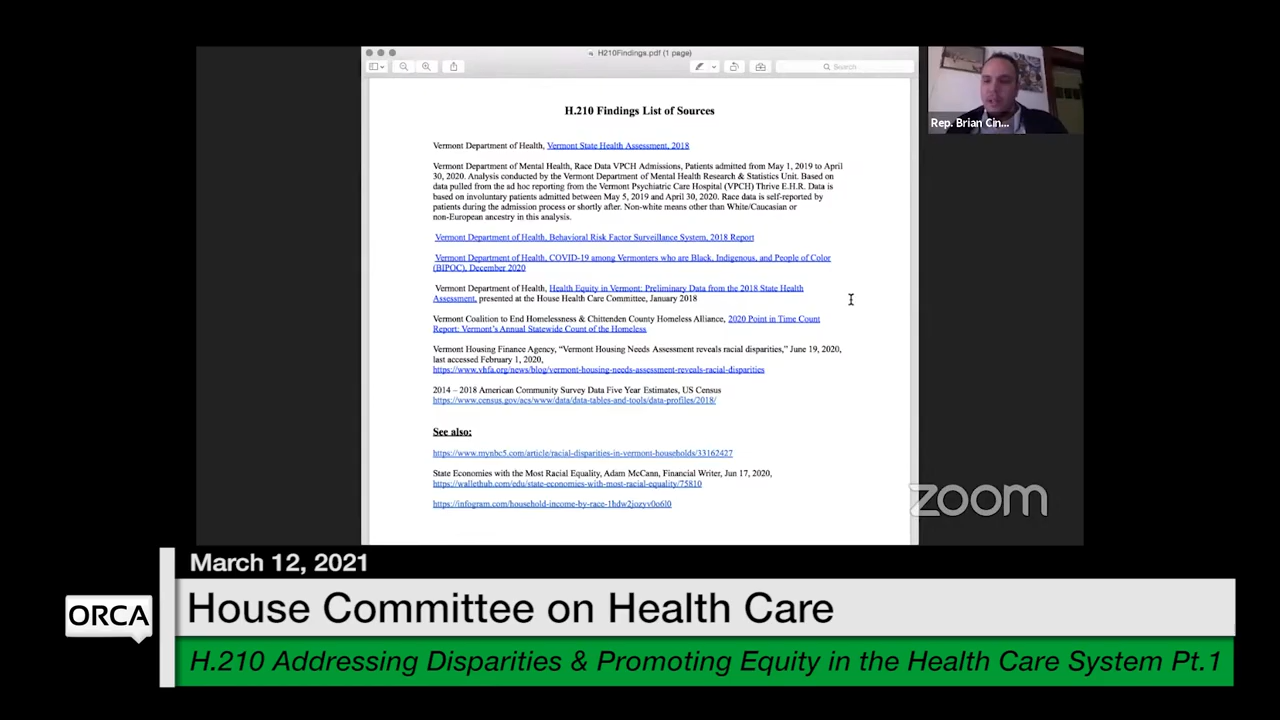 H210Findings.pdf (1 page)
Search
H.210 Findings List of Sources
Vermont Department of Health, Vermont State Health Assessment, 2018
Vermont Department of Mental Health, Race Data VPCH Admissions, Patients admitted from May 1, 2019 to April
30, 2020. Analysis conducted by the Vermont Department of Mental Health Research & Statistics Unit. Based on
data pulled from the ad hoc reporting from the Vermont Psychiatric Care Hospital (VPCH) Thrive E.H.R. Data is
based on involuntary patients admitted between May 5, 2019 and April 30, 2020. Race data is self-reported by
patients during the admission process or shortly after. Non-white means other than White/Caucasian or
non-European ancestry in this analysis.
Vermont Department of Health, Behavioral Risk Factor Surveillance System, 2018 Report
Vermont Department of Health, COVID-19 among Vermonters who are Black, Indigenous, and People of Color
(BIPOC), December 2020
Vermont Department of Health, Health Equity in Vermont: Preliminary Data from the 2018 State Health
Assessment, presented at the House Health Care Committee, January 2018
Vermont Coalition to End Homelessness & Chittenden County Homeless Alliance, 2020 Point in Time Count
Report: Vermont's Annual Statewide Count of the Homeless
Vermont Housing Finance Agency, "Vermont Housing Needs Assessment reveals racial disparities," June 19, 2020,
last accessed February 1, 2020,
https://www.vhfa.org/news/blog/vermont-housing-needs-assessment-reveals-racial-disparities
2014 – 2018 American Community Survey Data Five Year Estimates, US Census
https://www.census.gov/acs/www/data/data-tables-and-tools/data-profiles/2018/
See also:
https://www.mynbc5.com/article/racial-disparities-in-vermont-households/33162427
State Economies with the Most Racial Equality, Adam McCann, Financial Writer, Jun 17, 2020,
https://wallethub.com/edu/state-economies-with-most-racial-equality/75810
https://infogram.com/household-income-by-race-1hdw2jozyv0o6l0
Rep. Brian Cin...
zoom
March 12, 2021
ORCA
House Committee on Health Care
H.210 Addressing Disparities & Promoting Equity in the Health Care System Pt.1